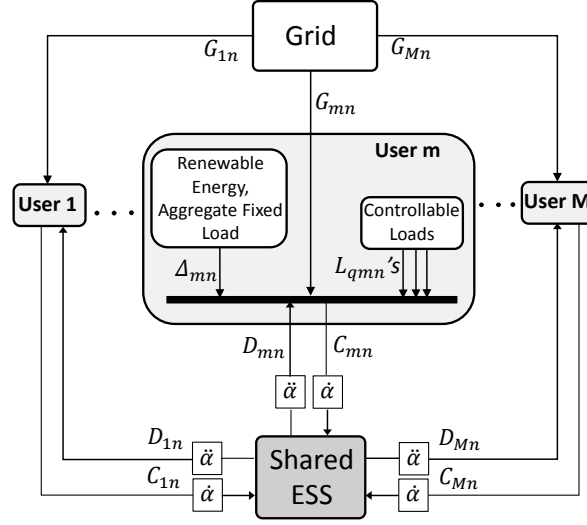 Grid
G1n
GMn
Gmn
User m
Renewable
Energy,
Aggregate Fixed
Load
Controllable
Loads
User 1
. . .
. . .
User M
Δmn
Lqmn's
Dmn
Cmn
α̈
α̇
D1n
α̈
C1n
α̇
Shared
ESS
DMn
α̈
CMn
α̇